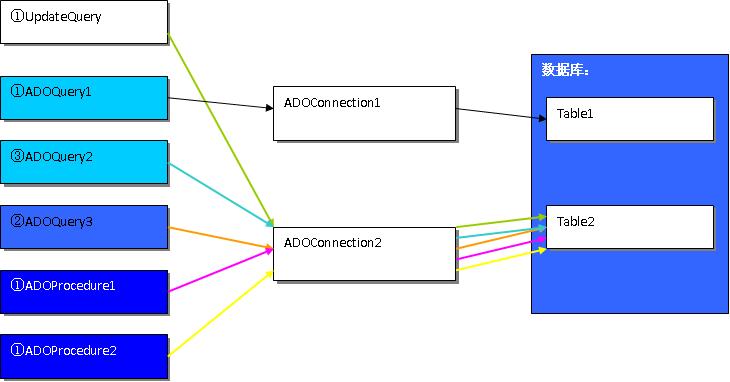 ①UpdateQuery
①ADOQuery1
③ADOQuery2
②ADOQuery3
①ADOProcedure1
①ADOProcedure2
ADOConnection1
ADOConnection2
数据库：
Table1
Table2